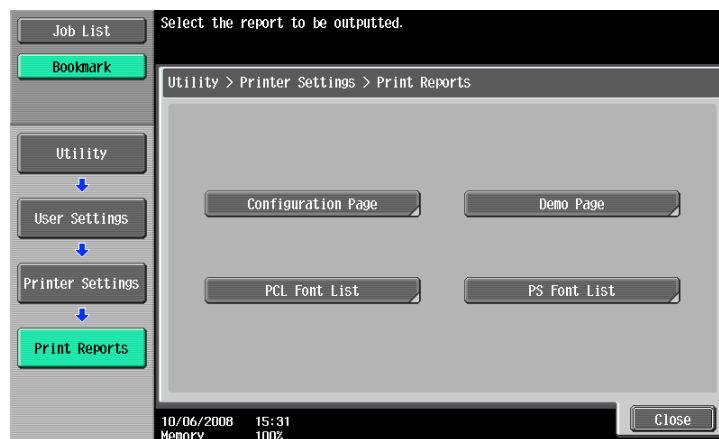 Job List
Bookmark
Utility
User Settings
Printer Settings
Print Reports
Select the report to be outputted.
Utility > Printer Settings > Print Reports
Configuration Page
Demo Page
PCL Font List
PS Font List
10/06/2008 15:31
Memory 100%
Close